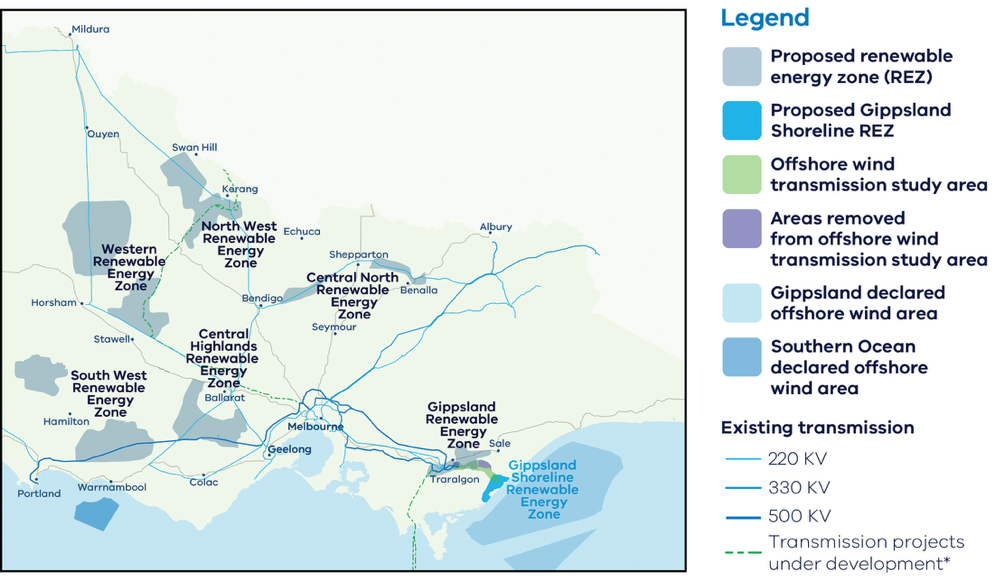 Mildura
Ouyen
Swan Hill
Kerang
North West
Renewable
Energy
Zone
Echuca
Albury
Western
Renewable
Energy
Zone
Shepparton
Central North
Renewable
Energy
Zone
Benalla
Horsham
Bendigo
Seymour
Stawell
Central
Highlands
Renewable
Energy
Zone
Ballarat
South West
Renewable
Energy
Zone
Hamilton
Melbourne
Gippsland
Renewable
Energy
Zone
Sale
Geelong
Gippsland
Shoreline
Renewable
Energy
Zone
Traralgon
Colac
Warrnambool
Portland
Legend
Proposed renewable
energy zone (REZ)
Proposed Gippsland
Shoreline REZ
Offshore wind
transmission study area
Areas removed
from offshore wind
transmission study area
Gippsland declared
offshore wind area
Southern Ocean
declared offshore
wind area
Existing transmission
220 KV
330 KV
500 KV
Transmission projects
under development*